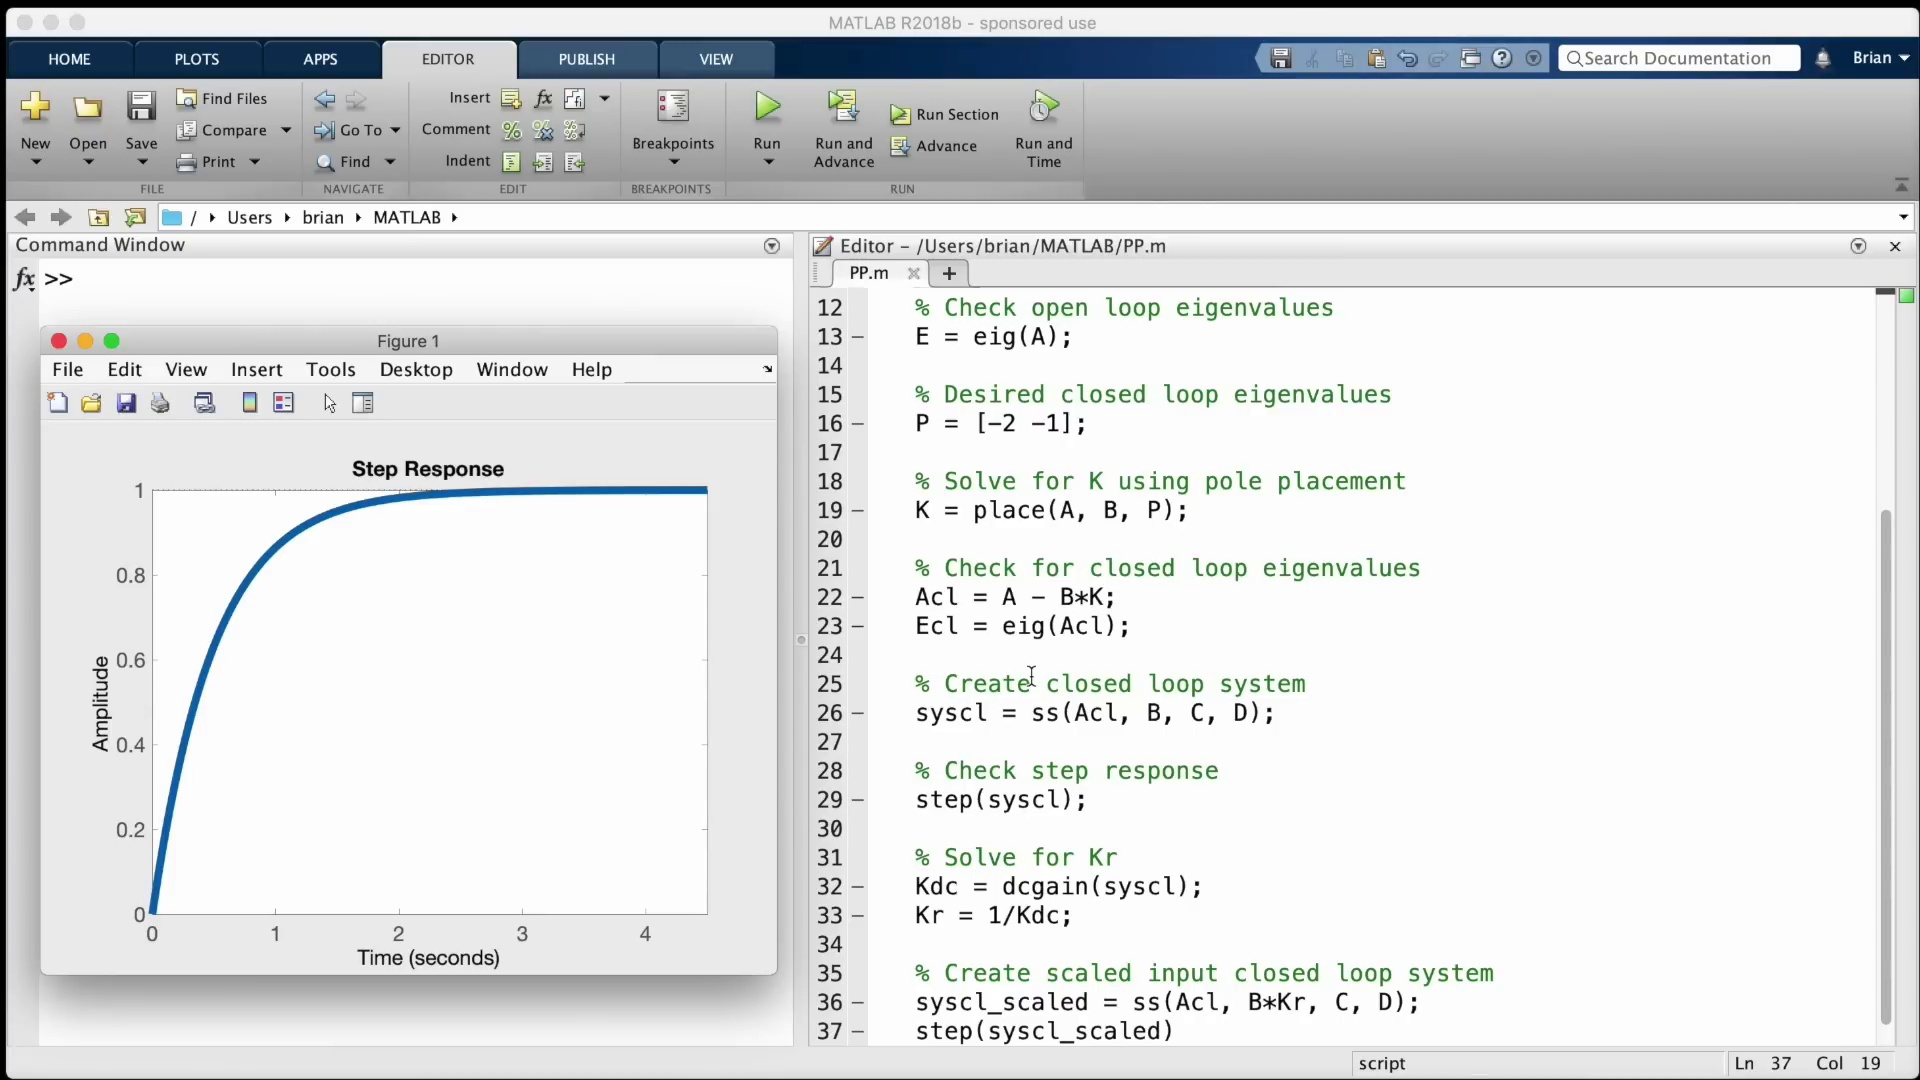 MATLAB R2018b - sponsored use
HOME PLOTS APPS EDITOR PUBLISH VIEW Search Documentation Brian
New Open Save Find Files Compare Print Go To Find Insert fx Comment Indent Breakpoints Run Run and Advance Run Section Advance Run and Time
FILE NAVIGATE EDIT BREAKPOINTS RUN
/ Users brian MATLAB
Command Window
fx >>
Figure 1
File Edit View Insert Tools Desktop Window Help
Step Response
1
0.8
0.6
0.4
0.2
0
Amplitude
0 1 2 3 4
Time (seconds)
Editor – /Users/brian/MATLAB/PP.m
PP.m +
12 % Check open loop eigenvalues
13 – E = eig(A);
14
15 % Desired closed loop eigenvalues
16 – P = [-2 -1];
17
18 % Solve for K using pole placement
19 – K = place(A, B, P);
20
21 % Check for closed loop eigenvalues
22 – Acl = A - B*K;
23 – Ecl = eig(Acl);
24
25 % Create closed loop system
26 – syscl = ss(Acl, B, C, D);
27
28 % Check step response
29 – step(syscl);
30
31 % Solve for Kr
32 – Kdc = dcgain(syscl);
33 – Kr = 1/Kdc;
34
35 % Create scaled input closed loop system
36 – syscl_scaled = ss(Acl, B*Kr, C, D);
37 – step(syscl_scaled)
script Ln 37 Col 19